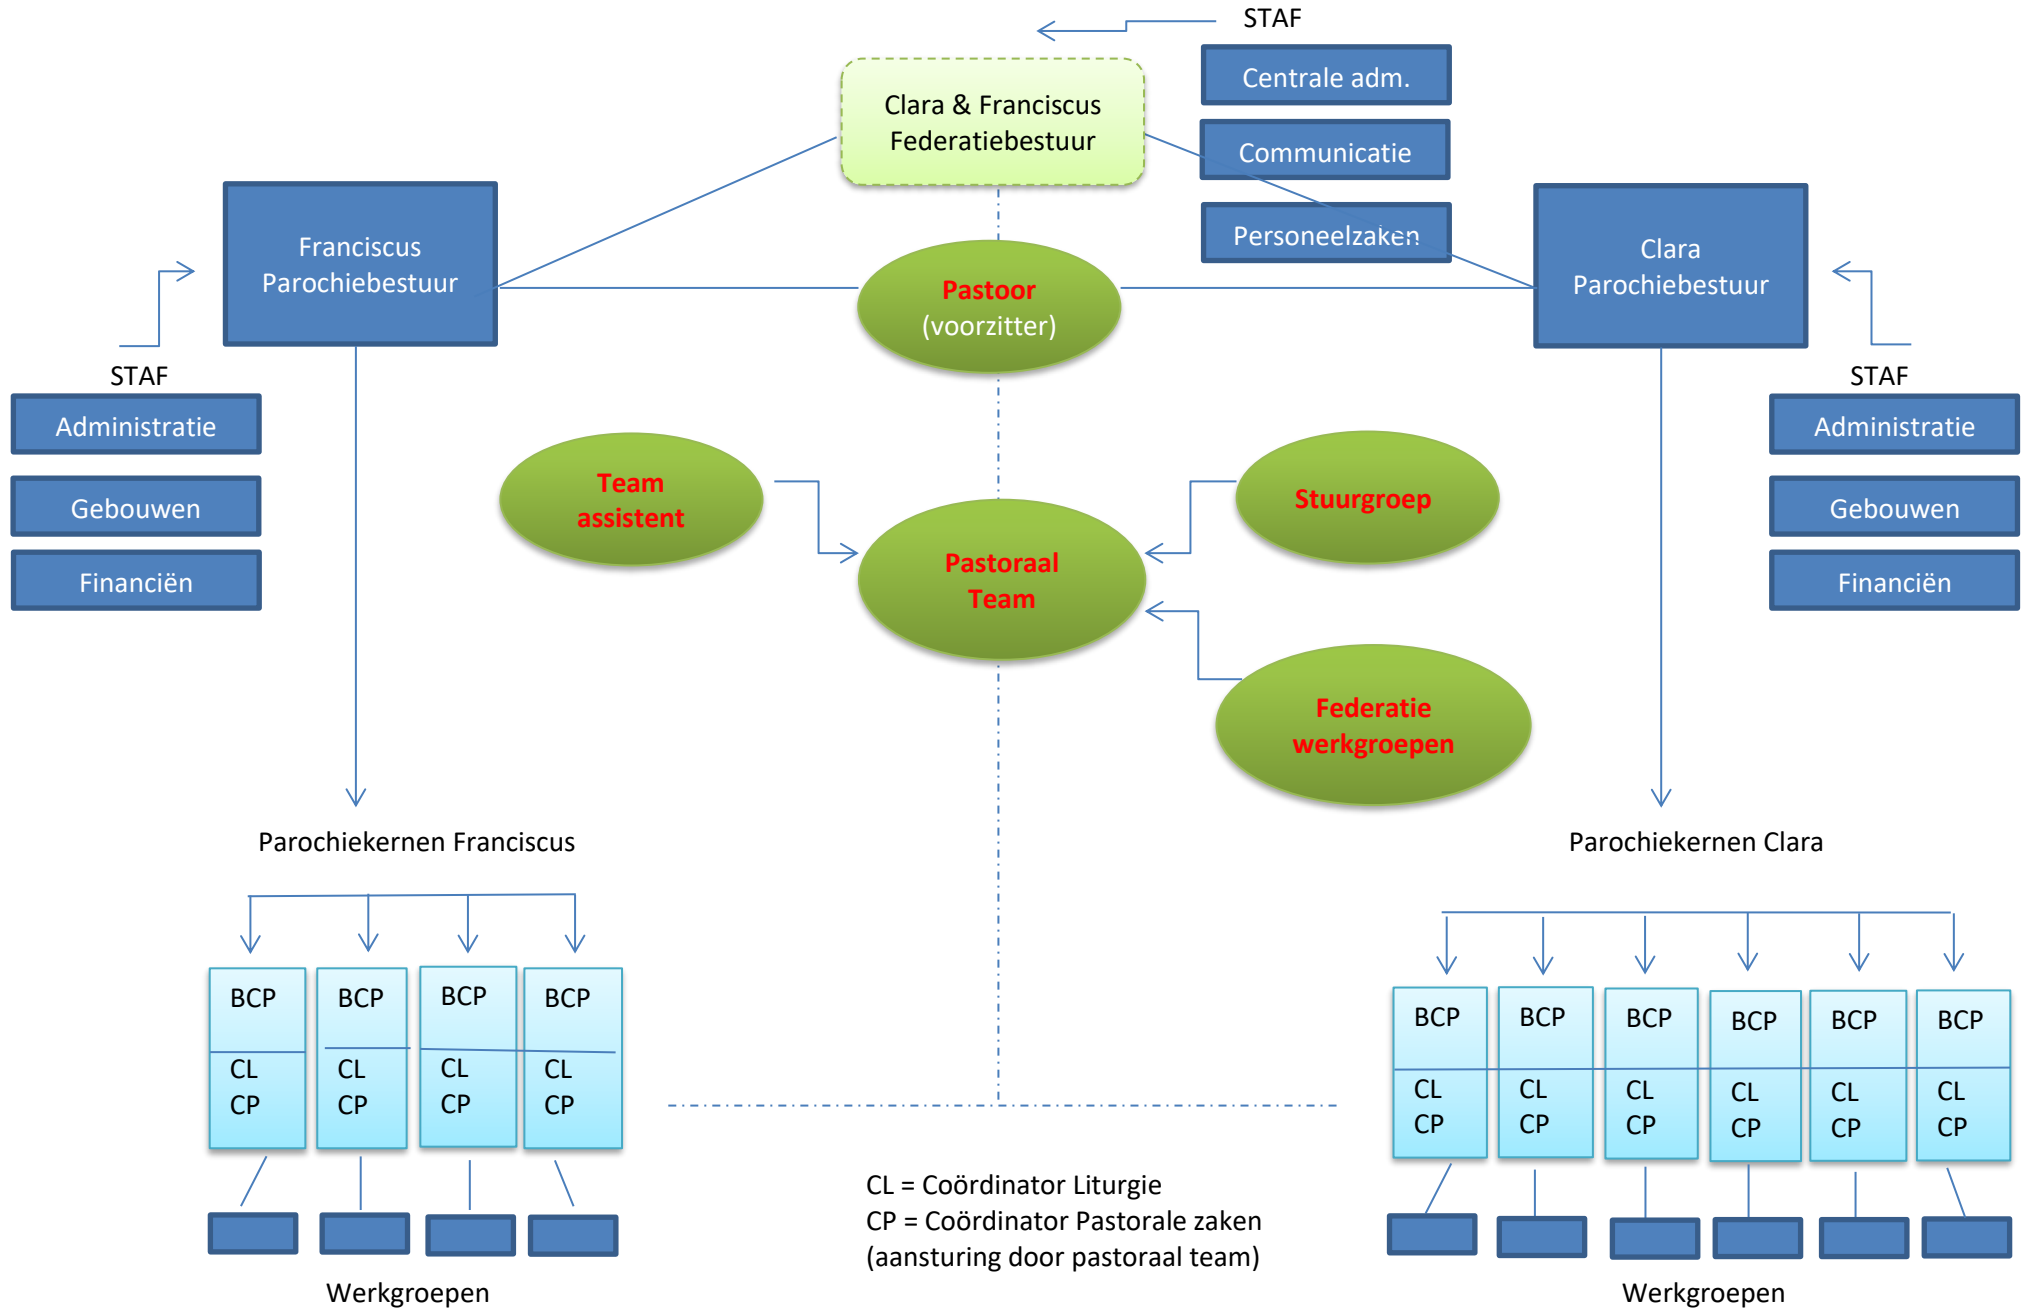 STAF
Centrale adm.
Clara & Franciscus
Federatiebestuur
Communicatie
Personeelzaken
Franciscus
Parochiebestuur
Clara
Parochiebestuur
Pastoor
(voorzitter)
STAF
Administratie
Gebouwen
Financiën
STAF
Administratie
Gebouwen
Financiën
Team
assistent
Stuurgroep
Pastoraal
Team
Federatie
werkgroepen
Parochiekernen Franciscus
Parochiekernen Clara
BCP
CL
CP
BCP
CL
CP
BCP
CL
CP
BCP
CL
CP
BCP
CL
CP
BCP
CL
CP
BCP
CL
CP
BCP
CL
CP
BCP
CL
CP
BCP
CL
CP
CL = Coördinator Liturgie
CP = Coördinator Pastorale zaken
(aansturing door pastoraal team)
Werkgroepen
Werkgroepen